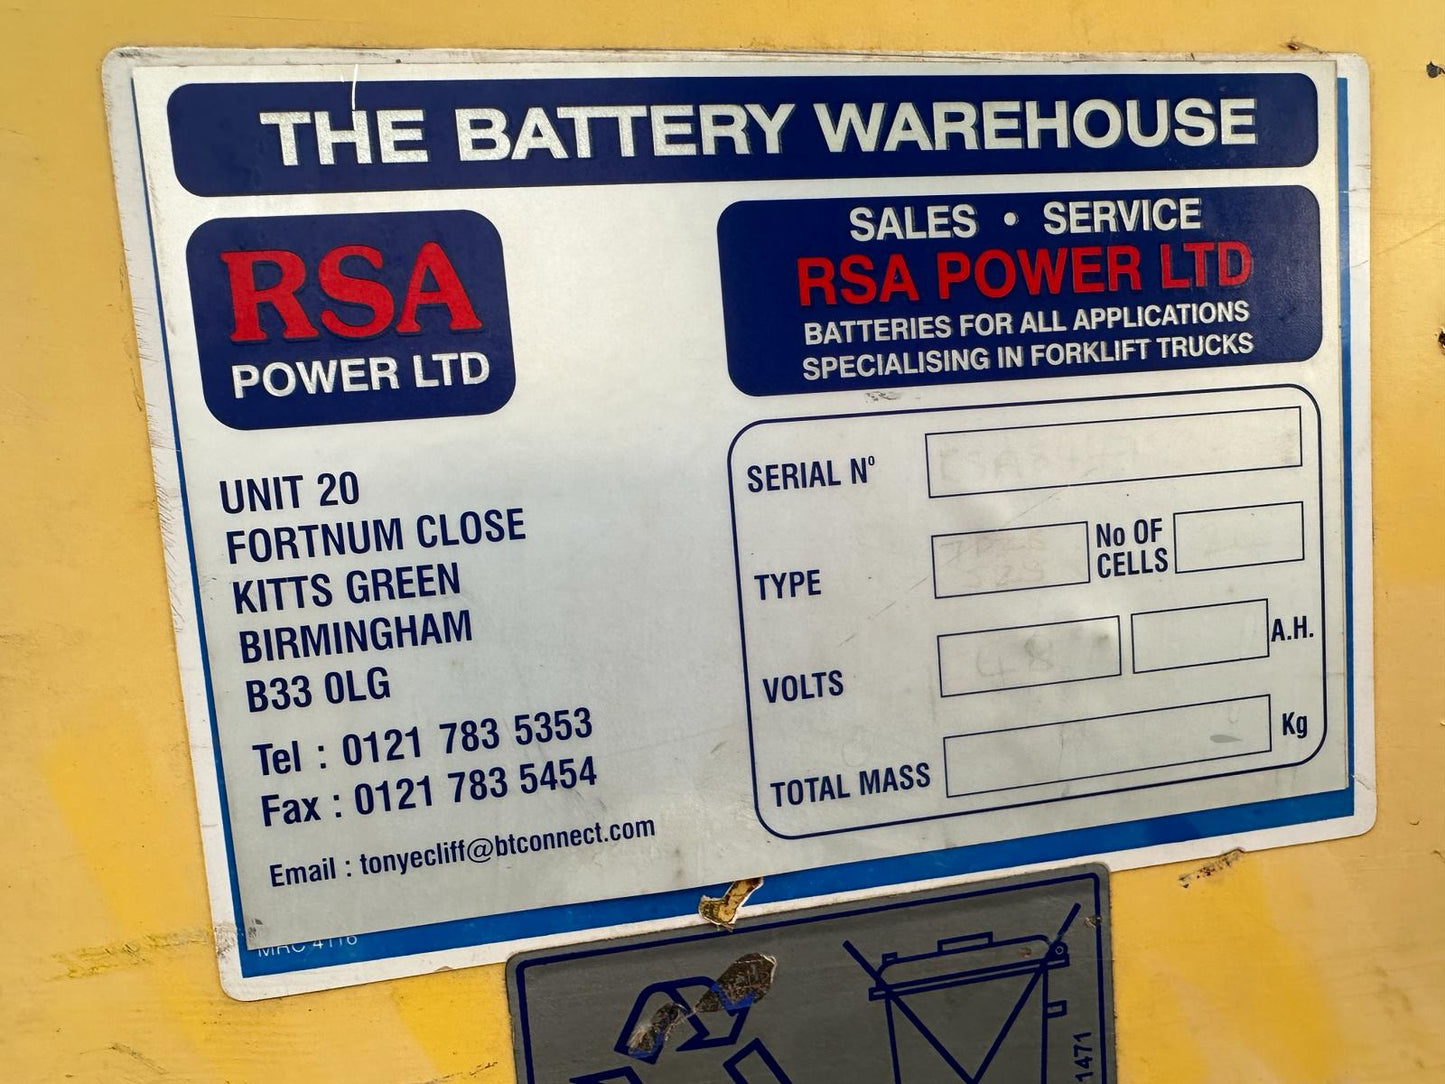 THE BATTERY WAREHOUSE
RSA
POWER LTD
SALES • SERVICE
RSA POWER LTD
BATTERIES FOR ALL APPLICATIONS
SPECIALISING IN FORKLIFT TRUCKS
UNIT 20
FORTNUM CLOSE
KITTS GREEN
BIRMINGHAM
B33 0LG
Tel : 0121 783 5353
Fax : 0121 783 5454
Email : tonyecliff@btconnect.com
SERIAL Nº
TYPE
No OF
CELLS
VOLTS 48
A.H.
TOTAL MASS
Kg
1471